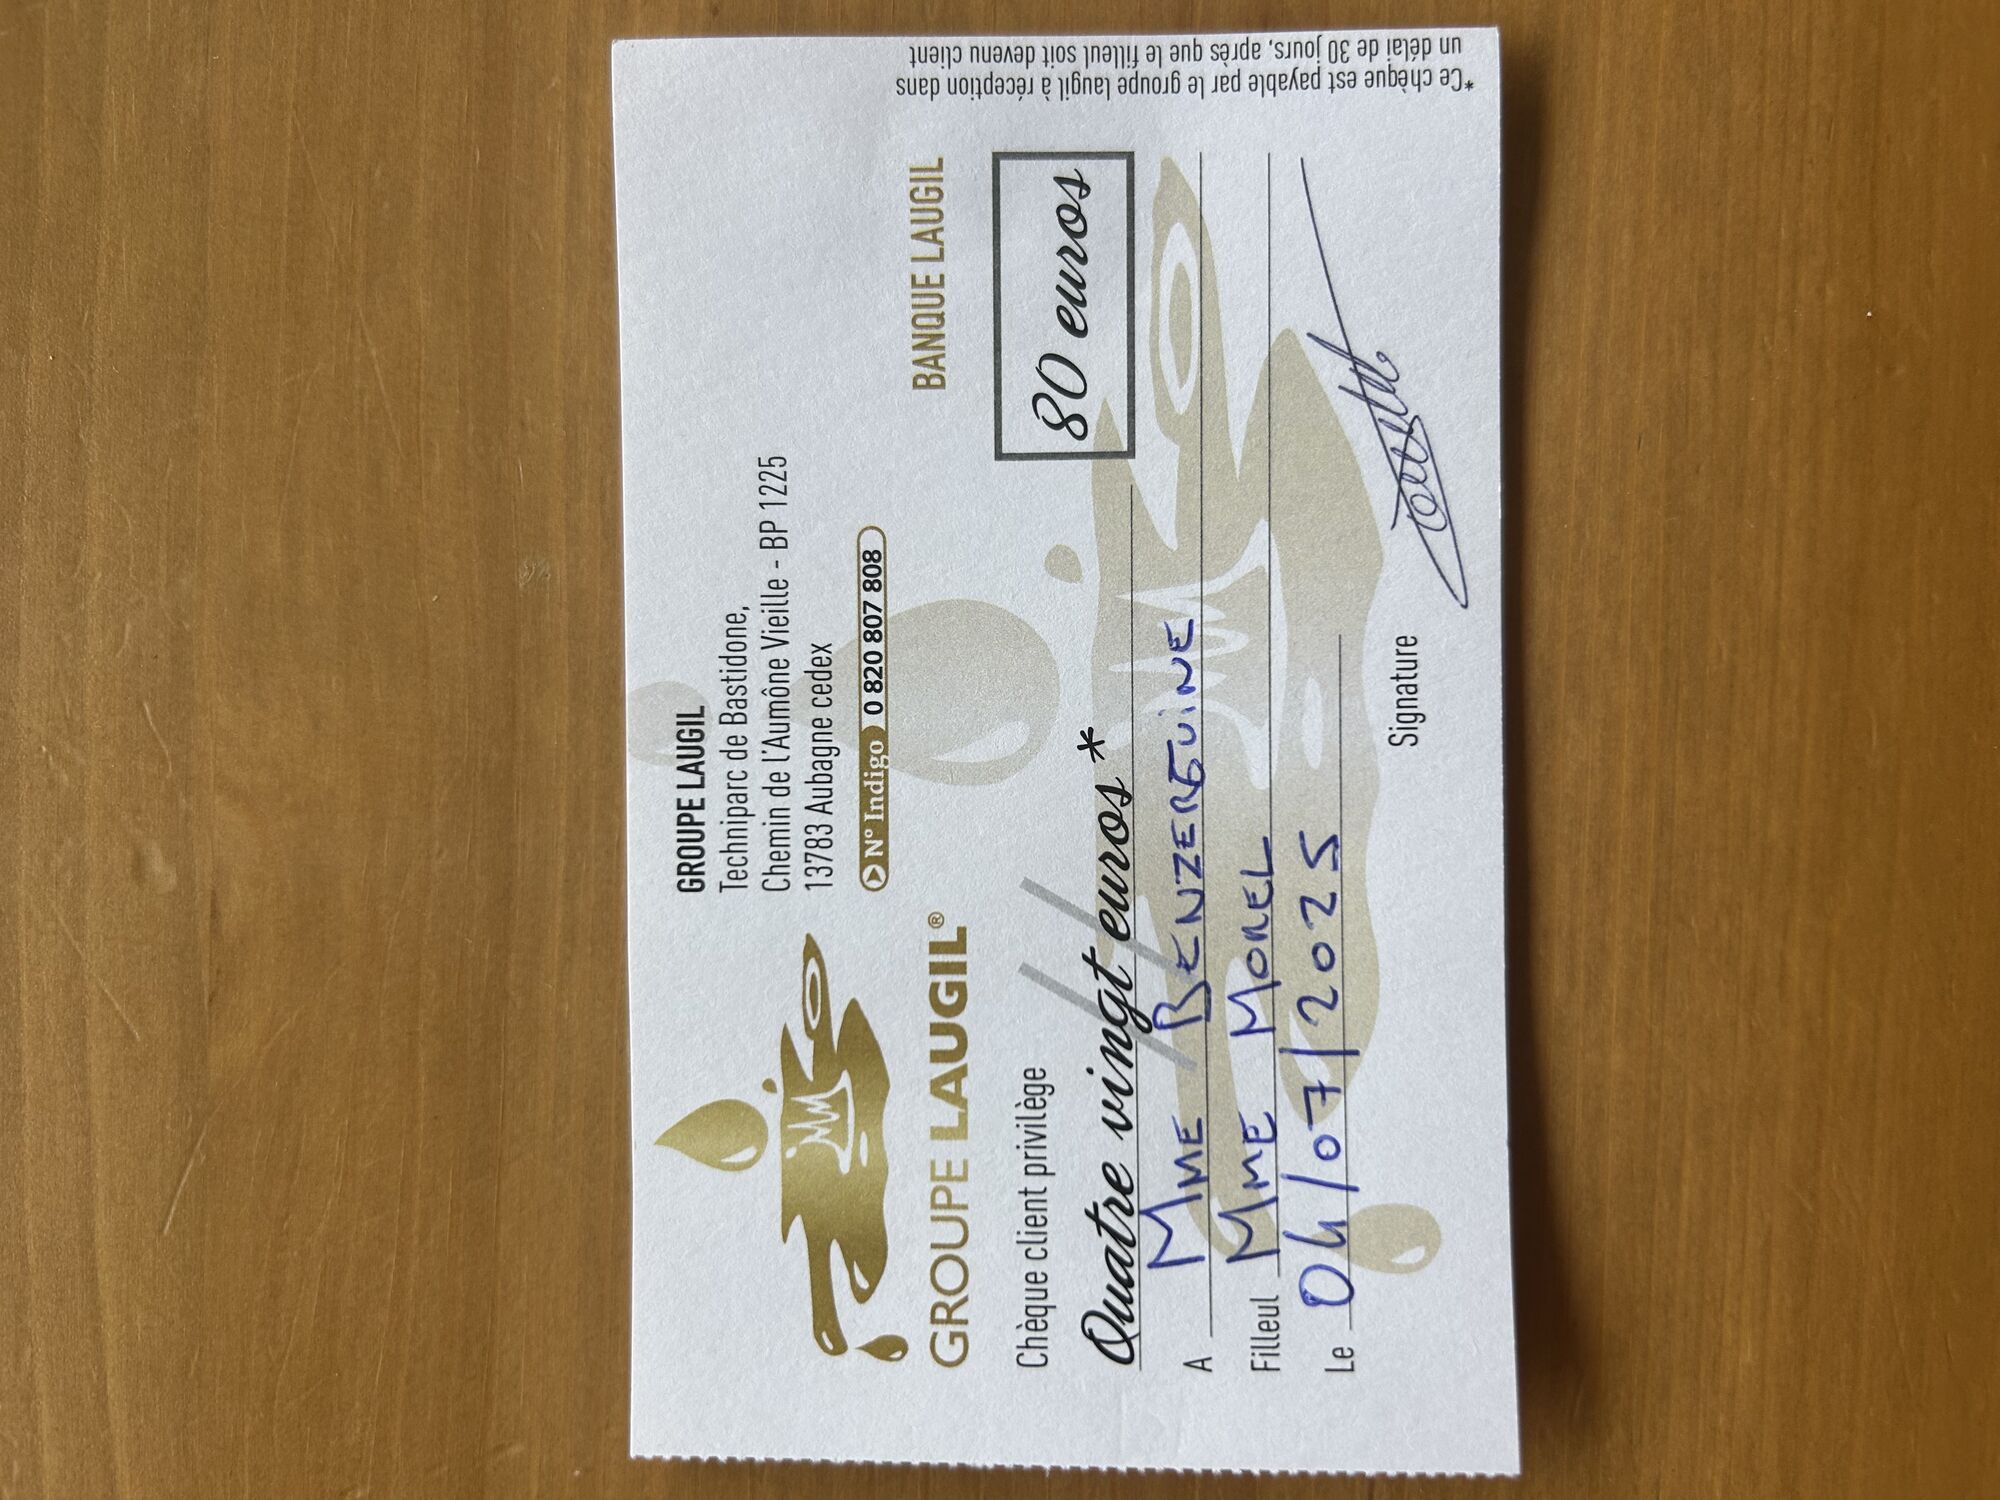 GROUPE LAUGIL®
GROUPE LAUGIL
Techniparc de Bastidone,
Chemin de l'Aumône Vieille - BP 1225
13783 Aubagne cedex
N° Indigo 0 820 807 808
BANQUE LAUGIL
Chèque client privilège
80 euros
Quatre vingt euros *
A MME BENZERGUINE
Filleul MME MOREL
Le 04/07/2025
Signature
*Ce chèque est payable par le groupe laugil à réception dans
un délai de 30 jours, après que le filleul soit devenu client